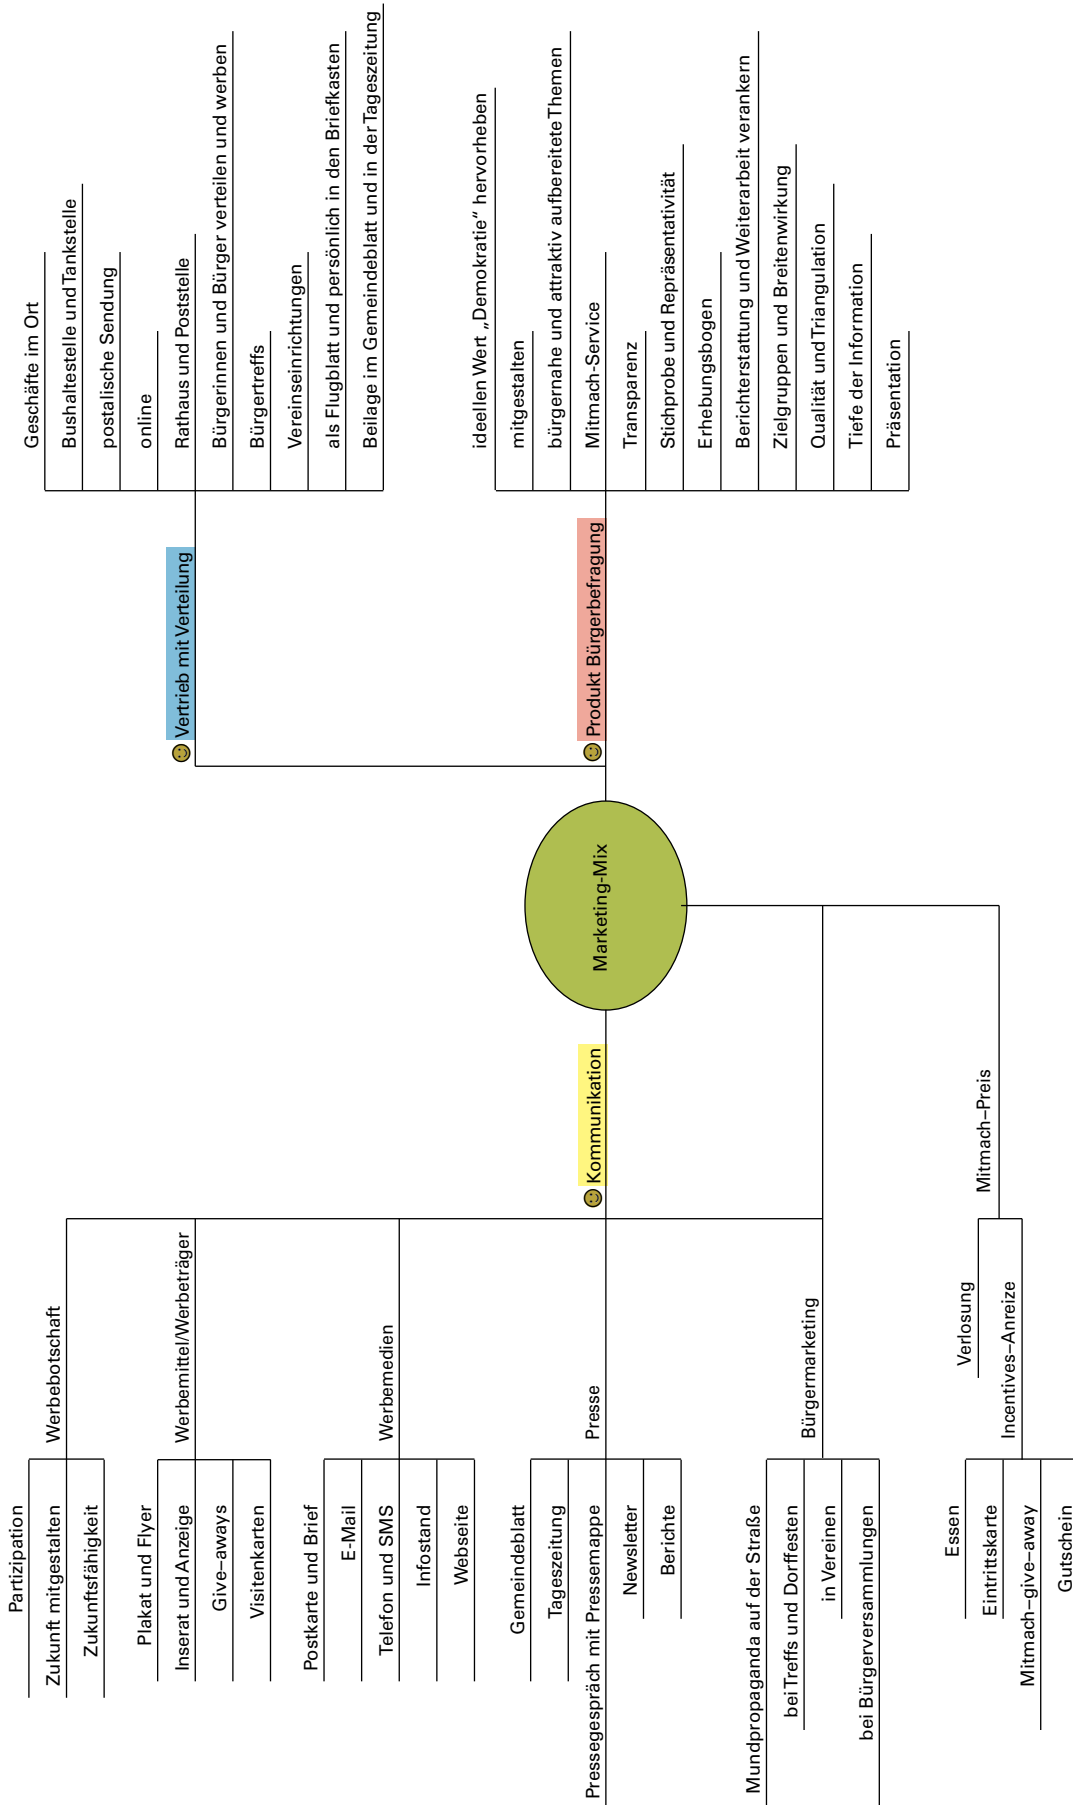 Marketing-Mix
Kommunikation
Werbebotschaft
Partizipation
Zukunft mitgestalten
Zukunftsfähigkeit
Werbemittel/Werbeträger
Plakat und Flyer
Inserat und Anzeige
Give–aways
Visitenkarten
Werbemedien
Postkarte und Brief
E-Mail
Telefon und SMS
Infostand
Webseite
Presse
Gemeindeblatt
Tageszeitung
Pressegespräch mit Pressemappe
Newsletter
Berichte
Bürgermarketing
Mundpropaganda auf der Straße
bei Treffs und Dorffesten
in Vereinen
bei Bürgerversammlungen
Mitmach–Preis
Verlosung
Incentives–Anreize
Essen
Eintrittskarte
Mitmach–give–away
Gutschein
Vertrieb mit Verteilung
Geschäfte im Ort
Bushaltestelle und Tankstelle
postalische Sendung
online
Rathaus und Poststelle
Bürgerinnen und Bürger verteilen und werben
Bürgertreffs
Vereinseinrichtungen
als Flugblatt und persönlich in den Briefkasten
Beilage im Gemeindeblatt und in der Tageszeitung
Produkt Bürgerbefragung
ideellen Wert „Demokratie“ hervorheben
mitgestalten
bürgernahe und attraktiv aufbereitete Themen
Mitmach-Service
Transparenz
Stichprobe und Repräsentativität
Erhebungsbogen
Berichterstattung und Weiterarbeit verankern
Zielgruppen und Breitenwirkung
Qualität und Triangulation
Tiefe der Information
Präsentation